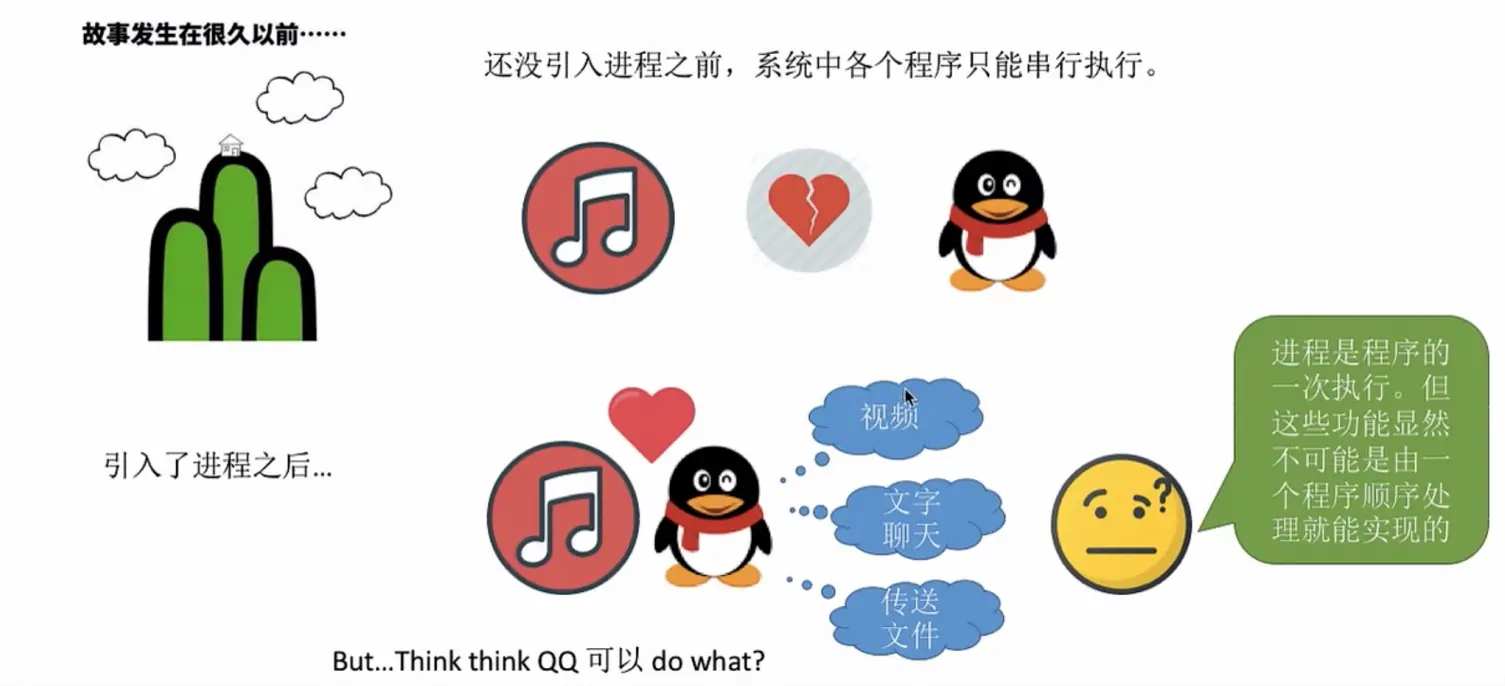 故事发生在很久以前……
还没引入进程之前，系统中各个程序只能串行执行。
引入了进程之后…
视频
文字
聊天
传送
文件
?
进程是程序的
一次执行。但
这些功能显然
不可能是由一
个程序顺序处
理就能实现的
But…Think think QQ 可以 do what?